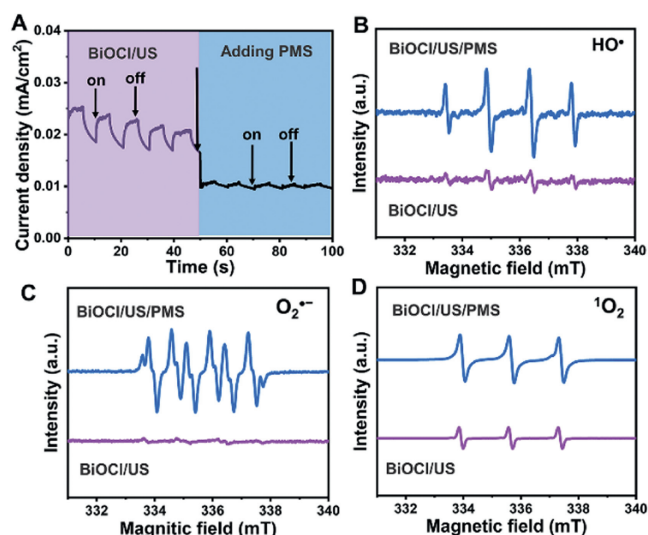 A
BiOCl/US
Adding PMS
on
off
on
off
Current density (mA/cm²)
0.04
0.03
0.02
0.01
0.00
0 20 40 60 80 100
Time (s)
B
BiOCl/US/PMS
HO•
Intensity (a.u.)
BiOCl/US
332 334 336 338 340
Magnetic field (mT)
C
BiOCl/US/PMS
O₂•−
Intensity (a.u.)
BiOCl/US
332 334 336 338 340
Magnitic field (mT)
D
BiOCl/US/PMS
¹O₂
Intensity (a.u.)
BiOCl/US
332 334 336 338 340
Magnetic field (mT)